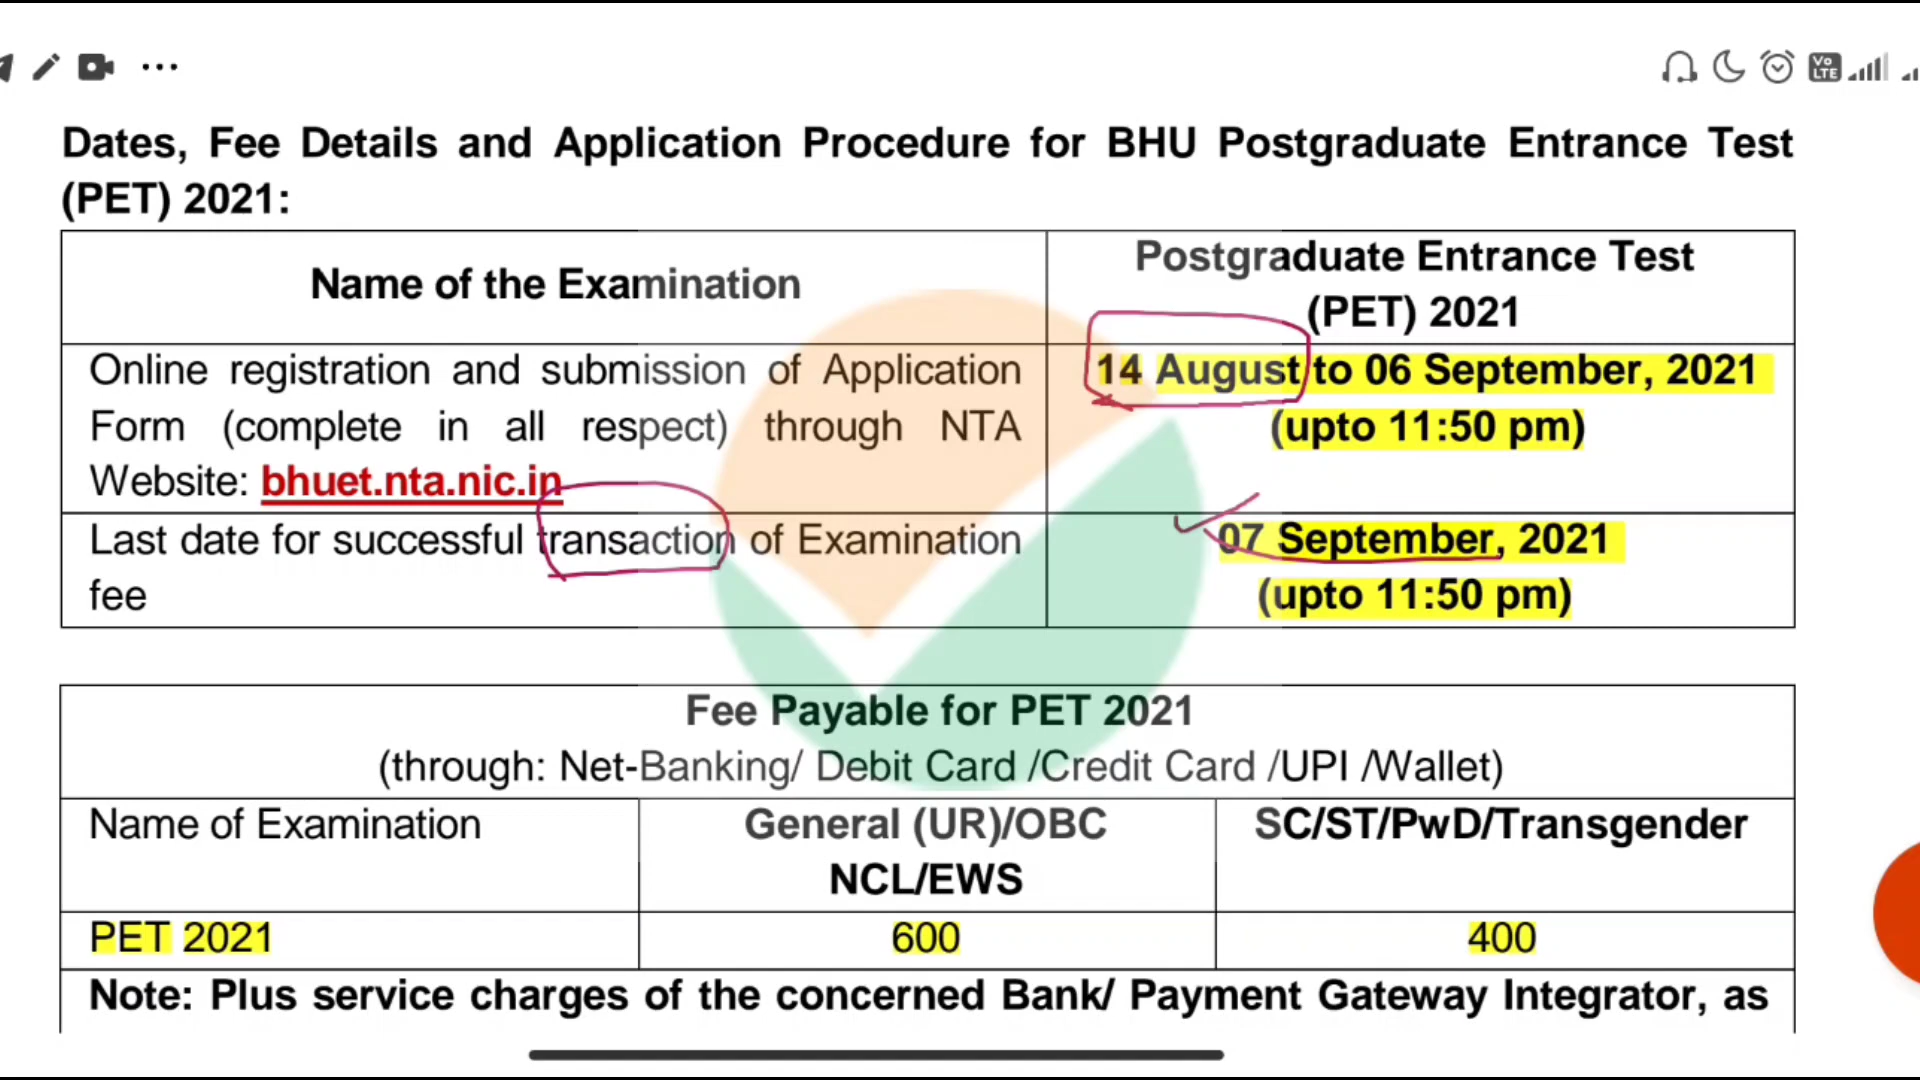 Vo
LTE
Dates, Fee Details and Application Procedure for BHU Postgraduate Entrance Test
(PET) 2021:
Name of the Examination
Postgraduate Entrance Test
(PET) 2021
Online registration and submission of Application
Form (complete in all respect) through NTA
Website: bhuet.nta.nic.in
14 August to 06 September, 2021
(upto 11:50 pm)
Last date for successful transaction of Examination
fee
07 September, 2021
(upto 11:50 pm)
Fee Payable for PET 2021
(through: Net-Banking/ Debit Card /Credit Card /UPI /Wallet)
Name of Examination
General (UR)/OBC
NCL/EWS
SC/ST/PwD/Transgender
PET 2021
600
400
Note: Plus service charges of the concerned Bank/ Payment Gateway Integrator, as